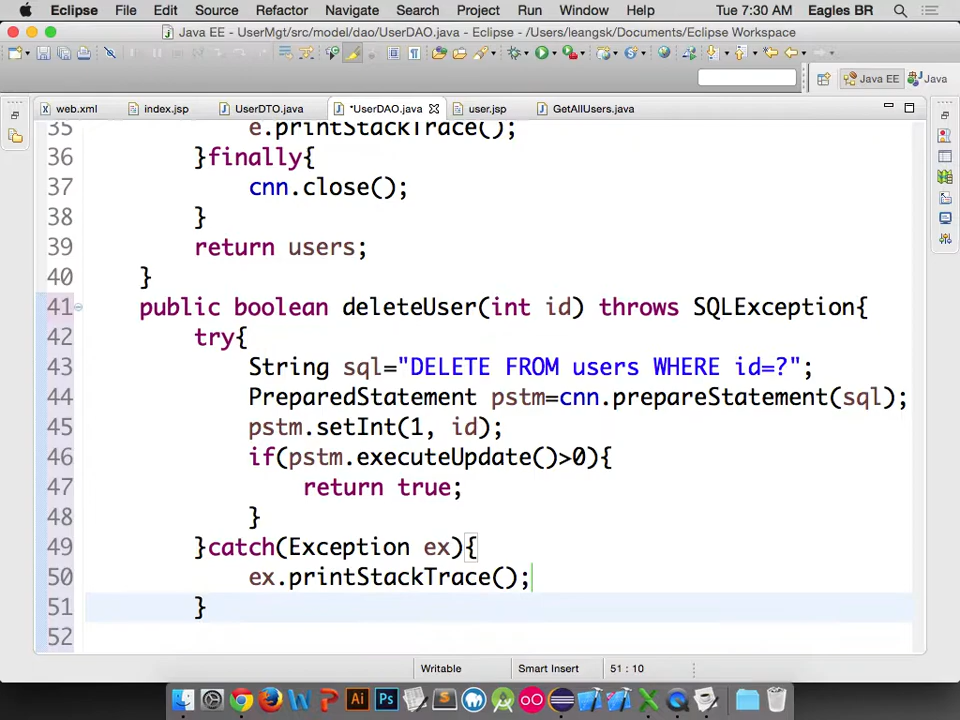 Eclipse File Edit Source Refactor Navigate Search Project Run Window Help Tue 7:30 AM Eagles BR
Java EE - UserMgt/src/model/dao/UserDAO.java - Eclipse - /Users/leangsk/Documents/Eclipse Workspace
Java EE Java
web.xml index.jsp UserDTO.java *UserDAO.java user.jsp GetAllUsers.java
35 e.printStackTrace();
36 }finally{
37 cnn.close();
38 }
39 return users;
40 }
41 public boolean deleteUser(int id) throws SQLException{
42 try{
43 String sql="DELETE FROM users WHERE id=?";
44 PreparedStatement pstm=cnn.prepareStatement(sql);
45 pstm.setInt(1, id);
46 if(pstm.executeUpdate()>0){
47 return true;
48 }
49 }catch(Exception ex){
50 ex.printStackTrace();
51 }
52
Writable Smart Insert 51 : 10
Ai Ps